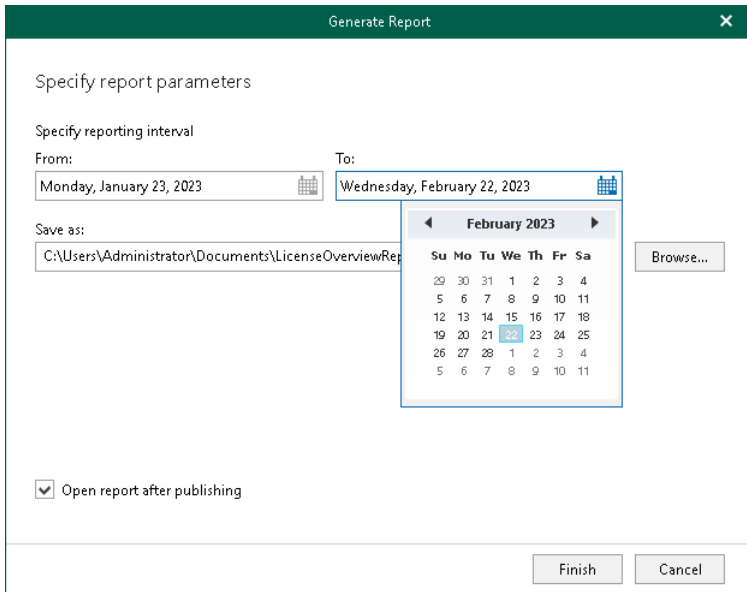 Generate Report
Specify report parameters
Specify reporting interval
From:
To:
Monday, January 23, 2023
Wednesday, February 22, 2023
Save as:
C:\Users\Administrator\Documents\LicenseOverviewRep
Browse...
February 2023
Su Mo Tu We Th Fr Sa
29 30 31 1 2 3 4
5 6 7 8 9 10 11
12 13 14 15 16 17 18
19 20 21 22 23 24 25
26 27 28 1 2 3 4
5 6 7 8 9 10 11
Open report after publishing
Finish
Cancel